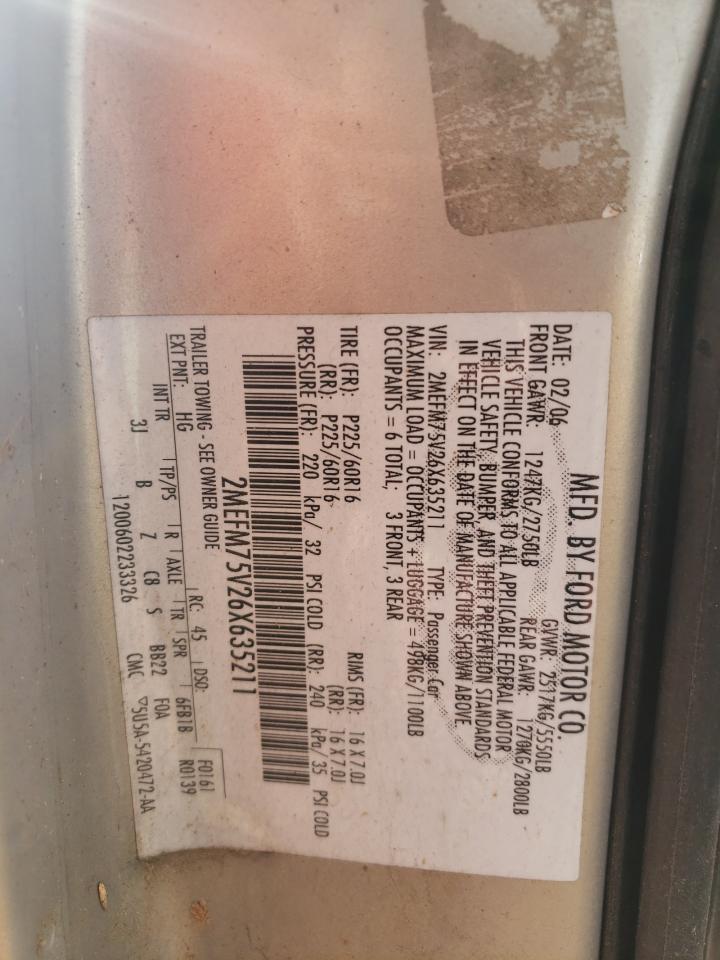 MFD. BY FORD MOTOR CO.
DATE: 02/06 GVWR: 2517KG/5550LB
FRONT GAWR: 1247KG/2750LB REAR GAWR: 1270KG/2800LB
THIS VEHICLE CONFORMS TO ALL APPLICABLE FEDERAL MOTOR
VEHICLE SAFETY, BUMPER, AND THEFT PREVENTION STANDARDS
IN EFFECT ON THE DATE OF MANUFACTURE SHOWN ABOVE.
VIN: 2MEFM75V26X635211 TYPE: Passenger Car
MAXIMUM LOAD = OCCUPANTS + LUGGAGE = 498KG/1100LB
OCCUPANTS = 6 TOTAL; 3 FRONT, 3 REAR
TIRE (FR): P225/60R16 RIMS (FR): 16 X 7.0J
(RR): P225/60R16 (RR): 16 X 7.0J
PRESSURE (FR): 220 kPa/ 32 PSI COLD (RR): 240 kPa/ 35 PSI COLD
2MEFM75V26X635211
TRAILER TOWING - SEE OWNER GUIDE
EXT PNT: HG RC: 45 DSO: F0161
R0139
INT TR TP/PS R AXLE TR SPR 6FB1B
3J B Z C8 S BB22 F0A
1200602233326 CMC 5U5A-5420472-AA